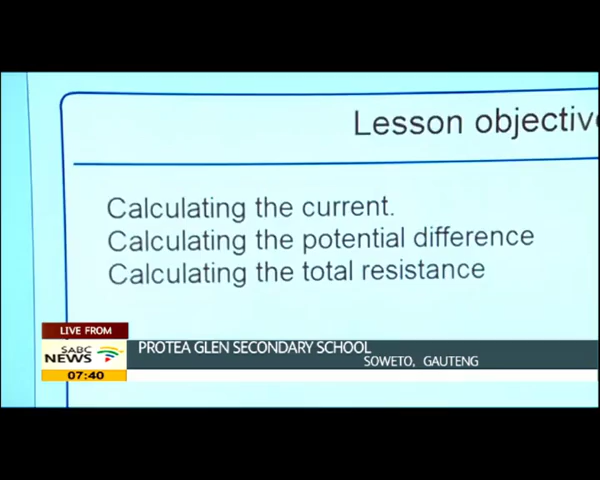 Lesson objectiv
Calculating the current.
Calculating the potential difference
Calculating the total resistance
LIVE FROM
SABC
NEWS
07:40
PROTEA GLEN SECONDARY SCHOOL
SOWETO, GAUTENG